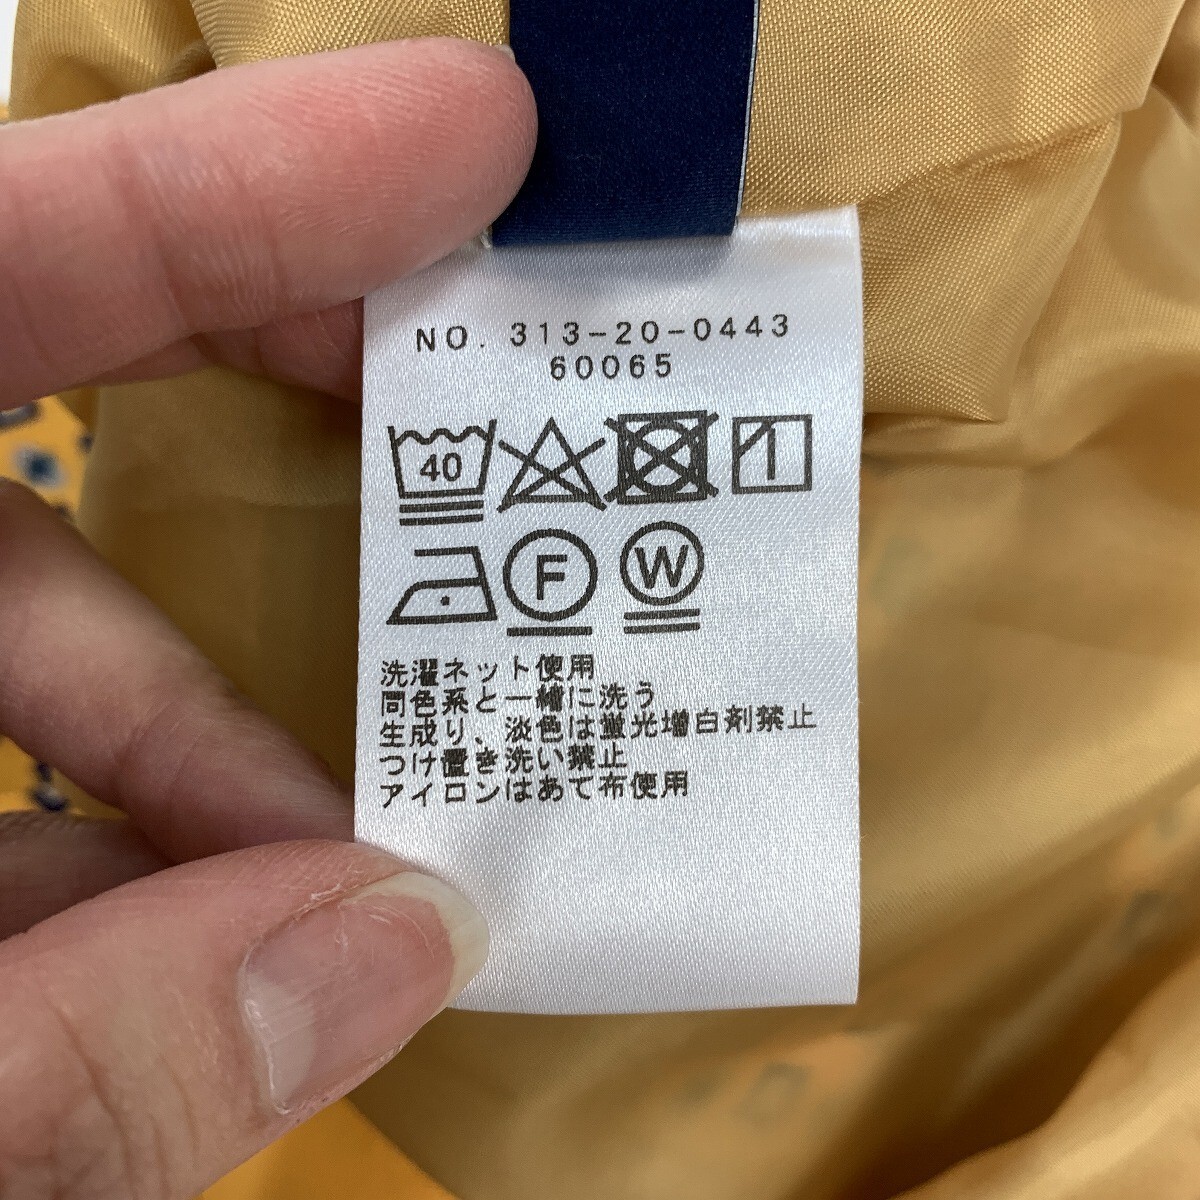 NO. 313-20-0443
60065
40
F W
洗濯ネット使用
同色系と一緒に洗う
生成り、淡色は蛍光増白剤禁止
つけ置き洗い禁止
アイロンはあて布使用